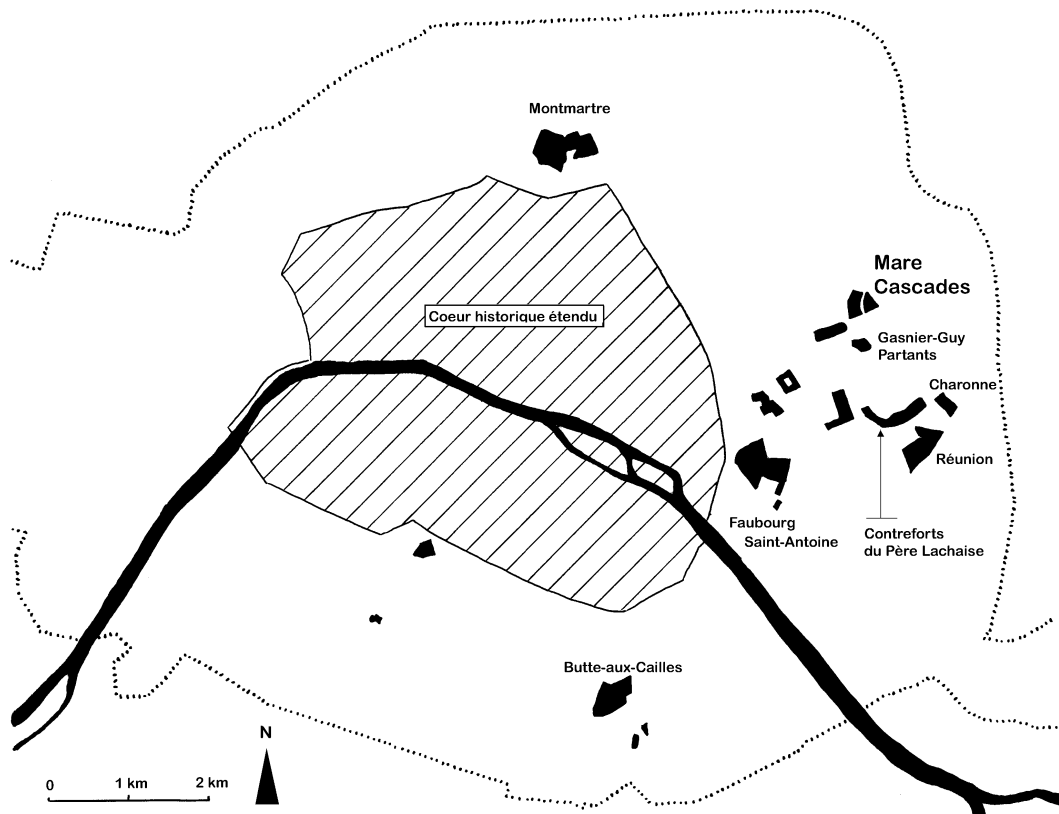 Montmartre
Mare
Cascades
Coeur historique étendu
Gasnier-Guy
Partants
Charonne
Réunion
Faubourg
Saint-Antoine
Contreforts
du Père Lachaise
Butte-aux-Cailles
N
0 1 km 2 km